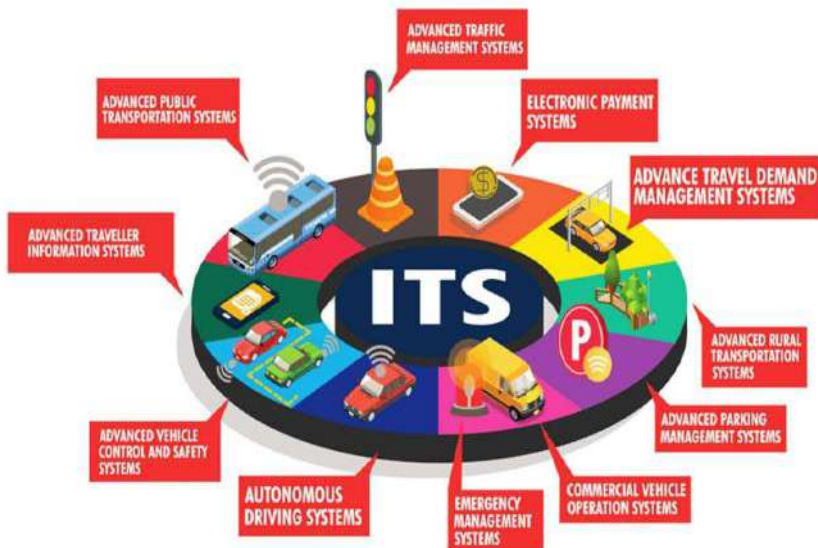 ADVANCED TRAFFIC
MANAGEMENT SYSTEMS
ADVANCED PUBLIC
TRANSPORTATION SYSTEMS
ELECTRONIC PAYMENT
SYSTEMS
ADVANCE TRAVEL DEMAND
MANAGEMENT SYSTEMS
ADVANCED TRAVELLER
INFORMATION SYSTEMS
ITS
P
ADVANCED RURAL
TRANSPORTATION
SYSTEMS
ADVANCED PARKING
MANAGEMENT SYSTEMS
ADVANCED VEHICLE
CONTROL AND SAFETY
SYSTEMS
AUTONOMOUS
DRIVING SYSTEMS
EMERGENCY
MANAGEMENT
SYSTEMS
COMMERCIAL VEHICLE
OPERATION SYSTEMS